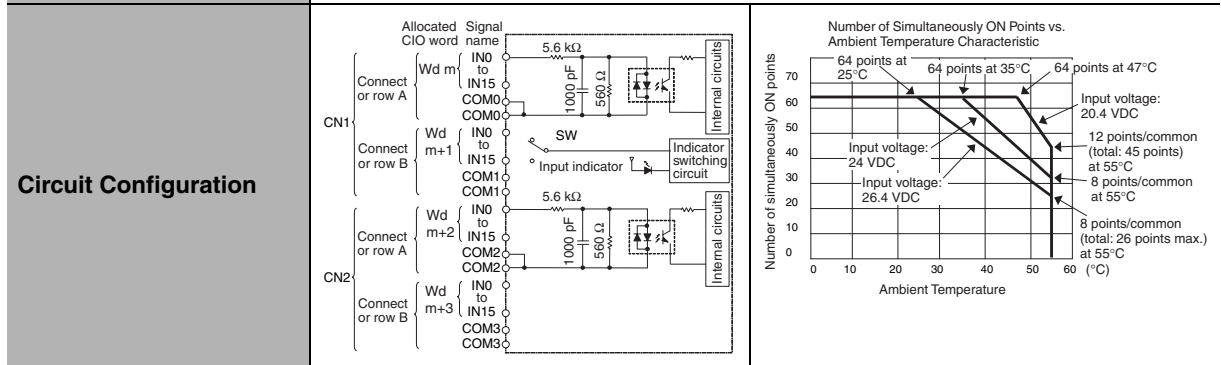 Circuit Configuration
Allocated
CIO word
Signal
name
CN1
Connect
or row A
Wd m
IN0
to
IN15
COM0
COM0
Connect
or row B
Wd
m+1
IN0
to
IN15
COM1
COM1
CN2
Connect
or row A
Wd
m+2
IN0
to
IN15
COM2
COM2
Connect
or row B
Wd
m+3
IN0
to
IN15
COM3
COM3
5.6 kΩ
1000 pF
560 Ω
Internal circuits
SW
Input indicator
Indicator
switching
circuit
5.6 kΩ
1000 pF
560 Ω
Internal circuits
Number of Simultaneously ON Points vs.
Ambient Temperature Characteristic
64 points at
25°C
64 points at 35°C
64 points at 47°C
Number of simultaneously ON points
70
60
50
40
30
20
10
0
Input voltage:
20.4 VDC
Input voltage:
24 VDC
Input voltage:
26.4 VDC
12 points/common
(total: 45 points)
at 55°C
8 points/common
at 55°C
8 points/common
(total: 26 points max.)
at 55°C
0 10 20 30 40 50 60 (°C)
Ambient Temperature